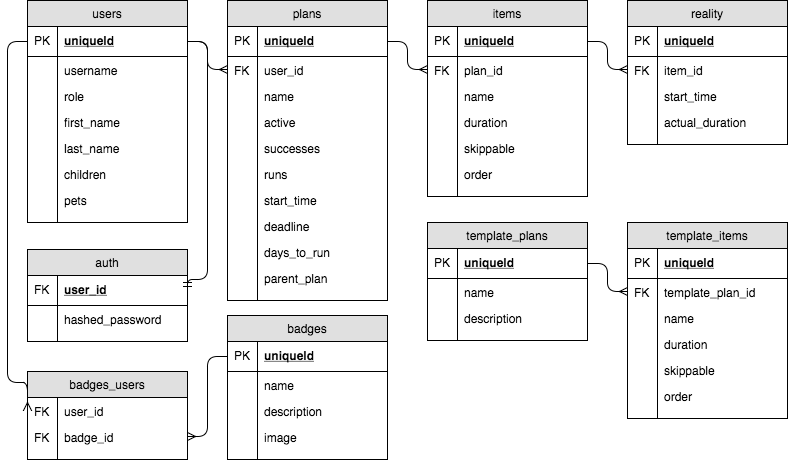 users
PK uniqueId
username
role
first_name
last_name
children
pets
plans
PK uniqueId
FK user_id
name
active
successes
runs
start_time
deadline
days_to_run
parent_plan
items
PK uniqueId
FK plan_id
name
duration
skippable
order
reality
PK uniqueId
FK item_id
start_time
actual_duration
auth
FK user_id
hashed_password
template_plans
PK uniqueId
name
description
template_items
PK uniqueId
FK template_plan_id
name
duration
skippable
order
badges_users
FK user_id
FK badge_id
badges
PK uniqueId
name
description
image